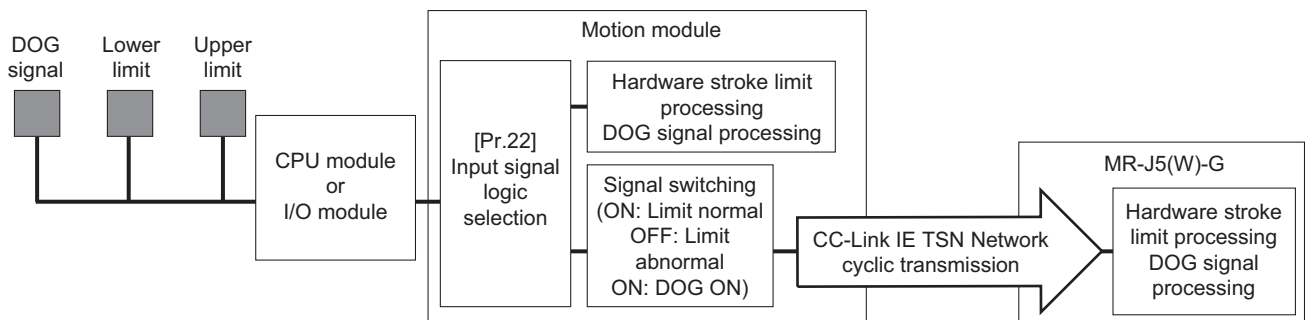 DOG
signal
Lower
limit
Upper
limit
CPU module
or
I/O module
Motion module
[Pr.22]
Input signal
logic
selection
Hardware stroke limit
processing
DOG signal processing
Signal switching
(ON: Limit normal
OFF: Limit
abnormal
ON: DOG ON)
CC-Link IE TSN Network
cyclic transmission
MR-J5(W)-G
Hardware stroke
limit processing
DOG signal
processing